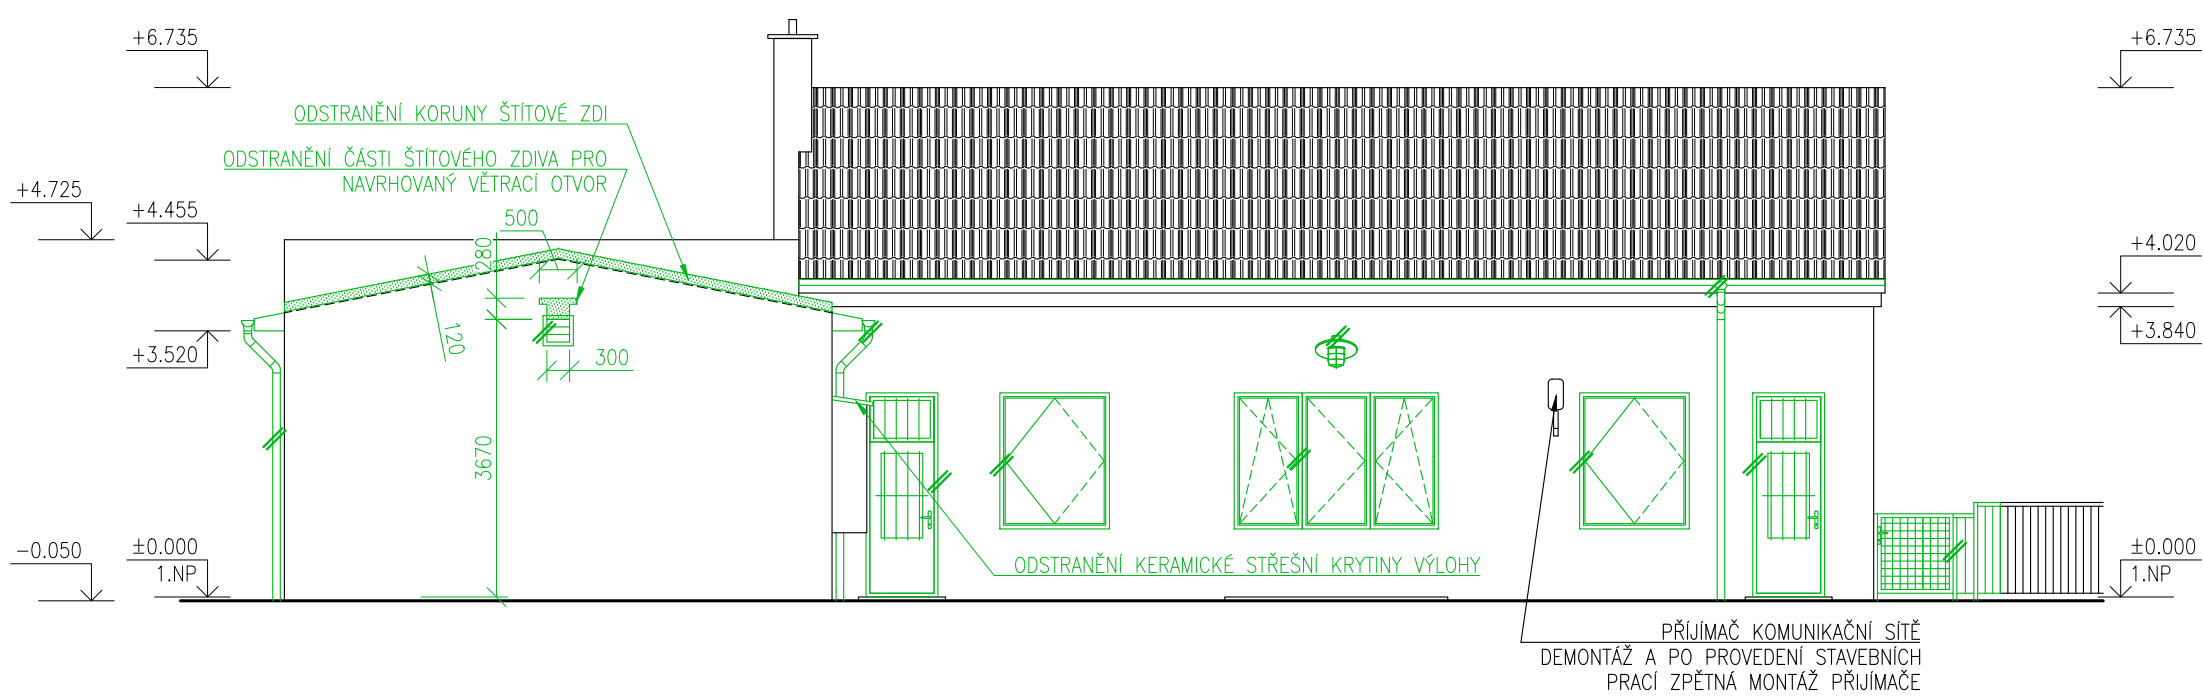 +6.735
+6.735
ODSTRANĚNÍ KORUNY ŠTÍTOVÉ ZDI
ODSTRANĚNÍ ČÁSTI ŠTÍTOVÉHO ZDIVA PRO
NAVRHOVANÝ VĚTRACÍ OTVOR
+4.725
+4.455
500
280
+4.020
+3.840
+3.520
120
300
3670
-0.050
±0.000
1.NP
ODSTRANĚNÍ KERAMICKÉ STŘEŠNÍ KRYTINY VÝLOHY
±0.000
1.NP
PŘÍJÍMAČ KOMUNIKAČNÍ SÍTĚ
DEMONTÁŽ A PO PROVEDENÍ STAVEBNÍCH
PRACÍ ZPĚTNÁ MONTÁŽ PŘIJÍMAČE